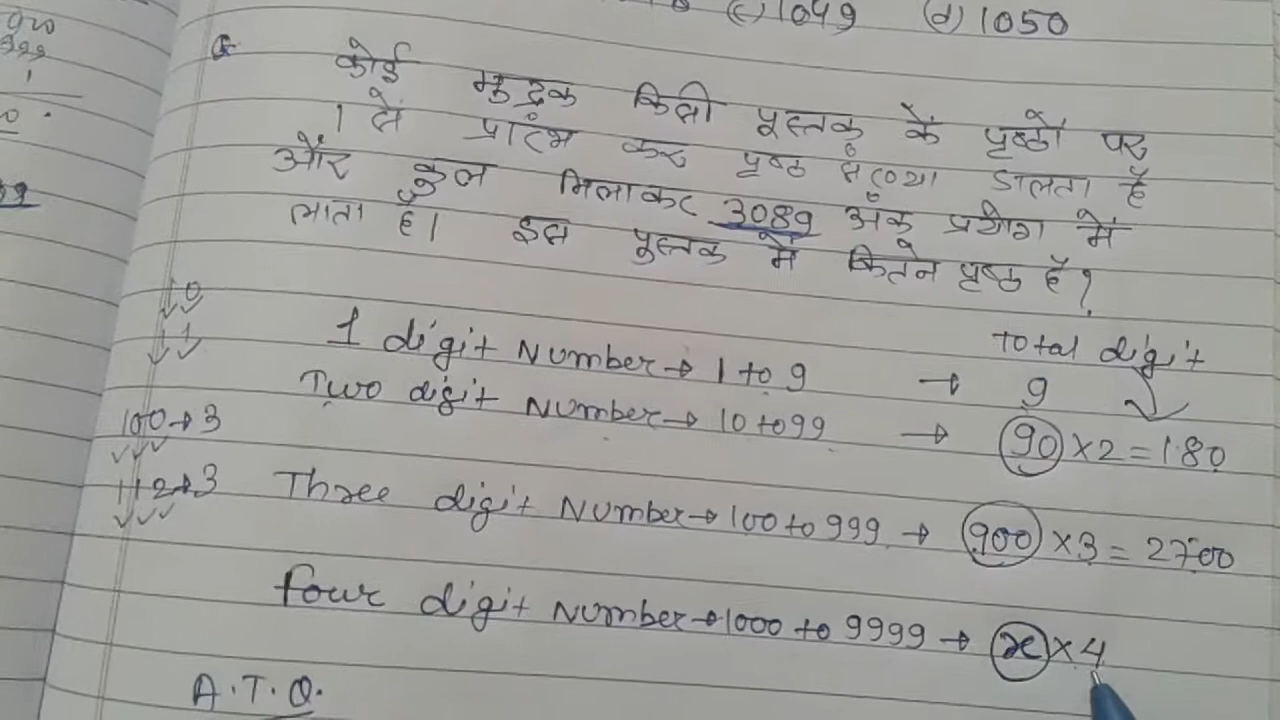 (c) 1049 (d) 1050
कोई मुद्रक किसी पुस्तक के पृष्ठों पर
1 से प्रारंभ कर पृष्ठ संख्या डालता है
और कुल मिलाकर 3089 अंक प्रयोग में
लाता है। इस पुस्तक में कितने पृष्ठ हैं?
Total digit
1 digit Number → 1 to 9 → 9
Two digit Number → 10 to 99 → 90 × 2 = 180
100 → 3
112 → 3
Three digit Number → 100 to 999 → 900 × 3 = 2700
four digit Number → 1000 to 9999 → x × 4
A.T.Q.